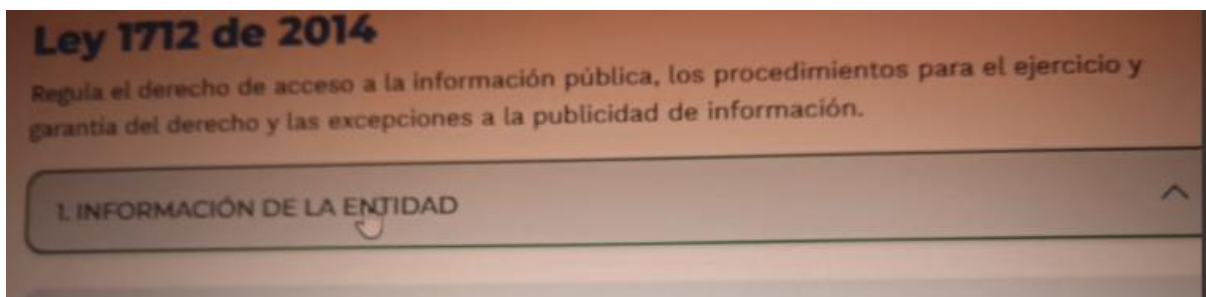 Ley 1712 de 2014
Regula el derecho de acceso a la información pública, los procedimientos para el ejercicio y
garantía del derecho y las excepciones a la publicidad de información.
1. INFORMACIÓN DE LA ENTIDAD